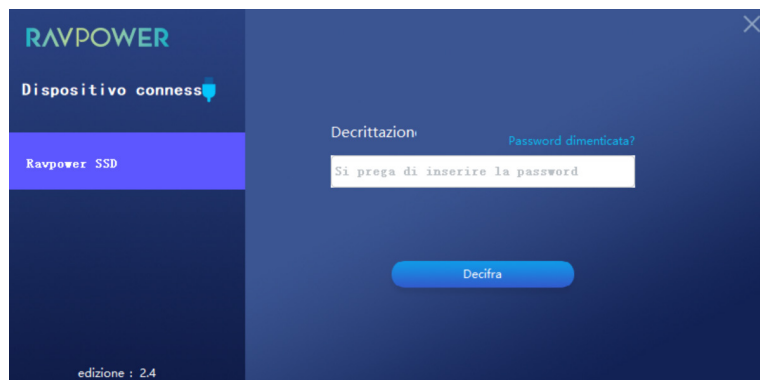 RAVPOWER
Dispositivo conness
Ravpower SSD
edizione : 2.4
Decrittazion
Password dimenticata?
Si prega di inserire la password
Decifra